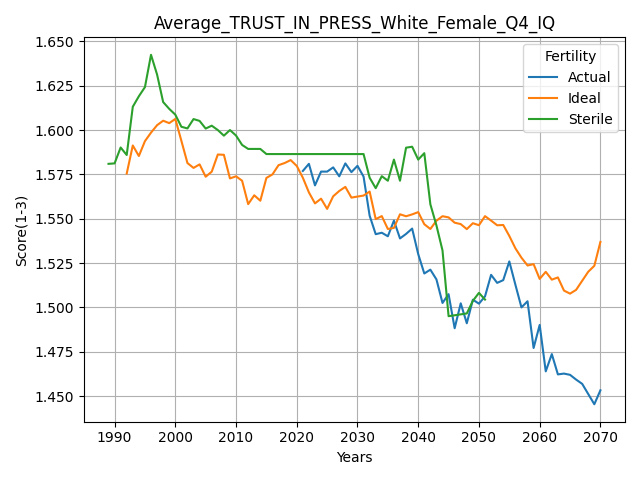 Average_TRUST_IN_PRESS_White_Female_Q4_IQ
Fertility
Actual
Ideal
Sterile
Score(1-3)
1.650
1.625
1.600
1.575
1.550
1.525
1.500
1.475
1.450
1990 2000 2010 2020 2030 2040 2050 2060 2070
Years